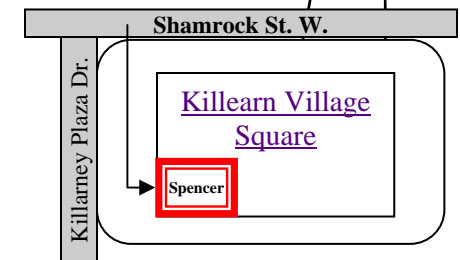 Shamrock St. W.
Killarney Plaza Dr.
Killearn Village
Square
Spencer